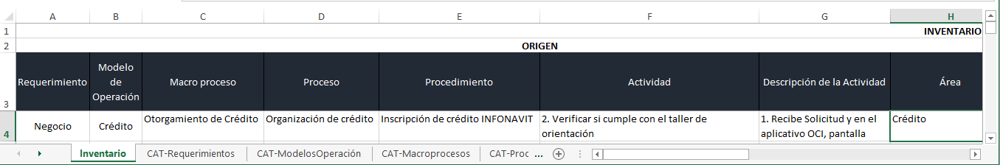 A B C D E F G H
1 INVENTARIO
2 ORIGEN
3 Requerimiento Modelo de Operación Macro proceso Proceso Procedimiento Actividad Descripción de la Actividad Área
4 Negocio Crédito Otorgamiento de Crédito Organización de crédito Inscripción de crédito INFONAVIT 2. Verificar si cumple con el taller de orientación 1. Recibe Solicitud y en el aplicativo OCI, pantalla Crédito
Inventario CAT-Requerimientos CAT-ModelosOperación CAT-Macroprocesos CAT-Proc ...